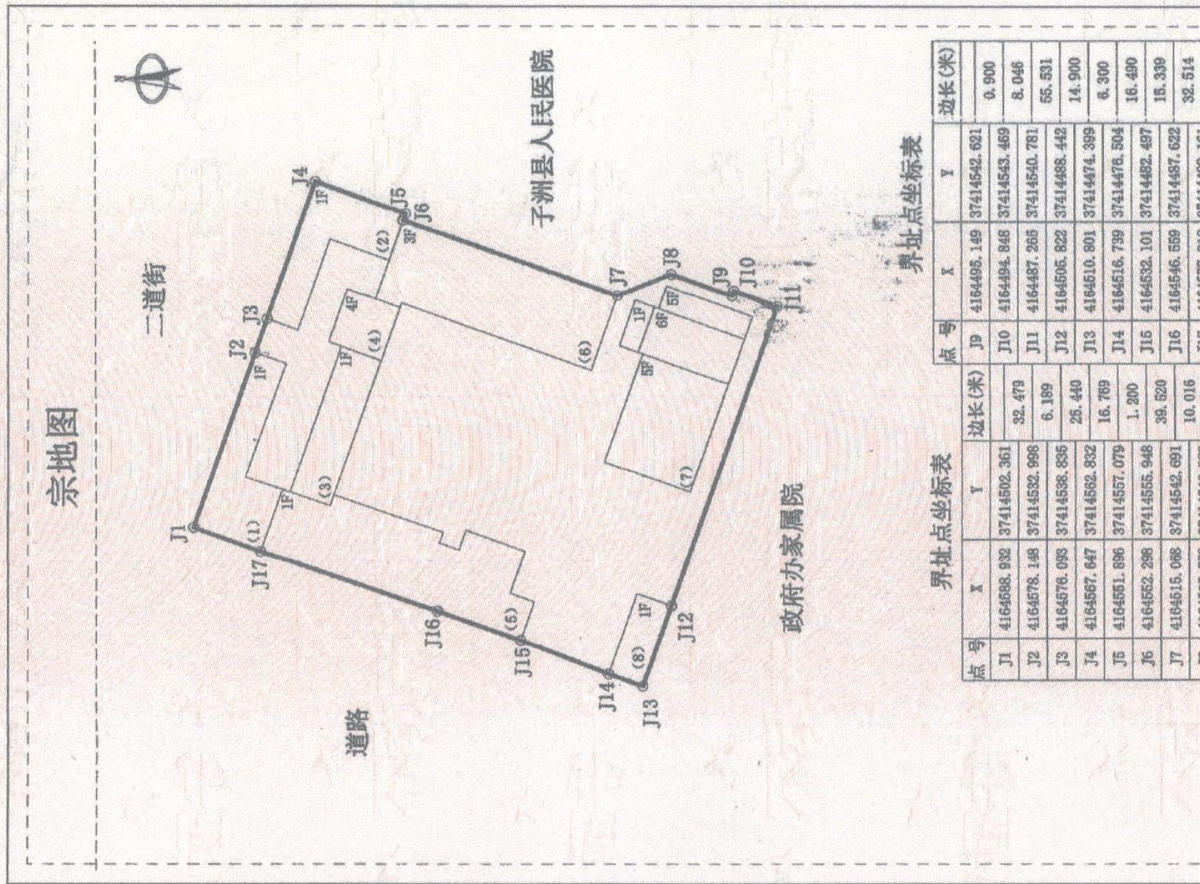 宗地图
二道街
子洲县人民医院
道路
政府办家属院
J1
J2
J3
J4
J5
J6
J7
J8
J9
J10
J11
J12
J13
J14
J15
J16
J17
(1)
1F
1F
(2)
1F
3F
(3)
1F
1F
(4)
4F
(5)
(6)
(7)
5F
1F
6F
5F
(8)
1F
界址点坐标表
点 号 X Y 边长(米)
J1 4164588.932 37414502.361
32.479
J2 4164578.148 37414532.998
6.189
J3 4164576.093 37414538.835
25.440
J4 4164567.647 37414562.832
16.769
J5 4164551.896 37414557.079
1.200
J6 4164552.298 37414555.948
39.520
J7 4164515.068 37414542.691
10.016
界址点坐标表
点 号 X Y 边长(米)
J9 4164495.149 37414542.621
0.900
J10 4164494.848 37414543.469
8.046
J11 4164487.265 37414540.781
55.531
J12 4164505.622 37414488.442
14.900
J13 4164510.801 37414474.399
6.300
J14 4164516.739 37414476.504
16.490
J15 4164532.101 37414482.497
15.339
J16 4164546.559 37414487.622
32.514